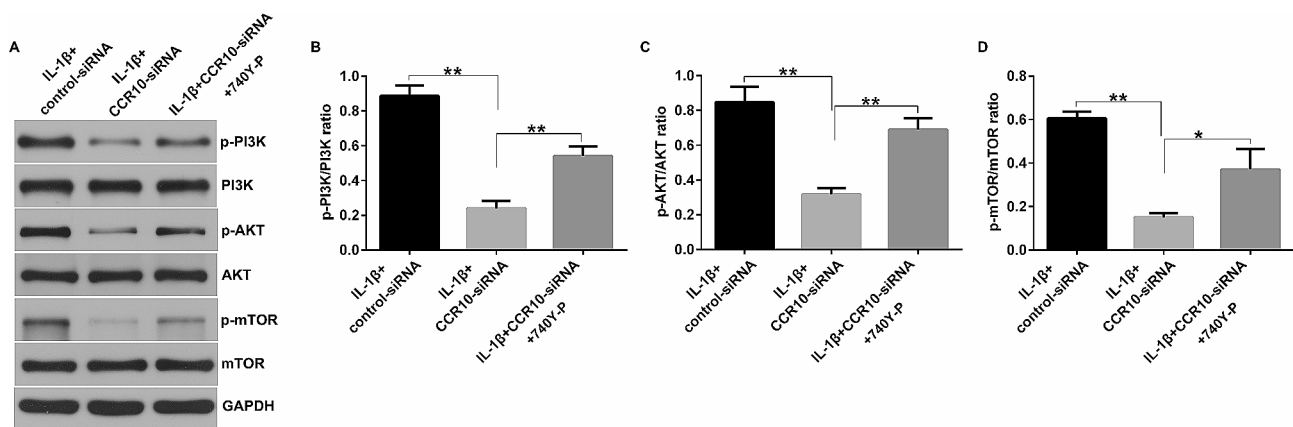 A
IL-1β+
control-siRNA
IL-1β+
CCR10-siRNA
IL-1β+CCR10-siRNA
+740Y-P
p-PI3K
PI3K
p-AKT
AKT
p-mTOR
mTOR
GAPDH
B
p-PI3K/PI3K ratio
1.0
0.8
0.6
0.4
0.2
0.0
**
**
IL-1β+
control-siRNA
IL-1β+
CCR10-siRNA
IL-1β+CCR10-siRNA
+740Y-P
C
p-AKT/AKT ratio
1.0
0.8
0.6
0.4
0.2
0.0
**
**
IL-1β+
control-siRNA
IL-1β+
CCR10-siRNA
IL-1β+CCR10-siRNA
+740Y-P
D
p-mTOR/mTOR ratio
0.8
0.6
0.4
0.2
0.0
**
*
IL-1β+
control-siRNA
IL-1β+
CCR10-siRNA
IL-1β+CCR10-siRNA
+740Y-P